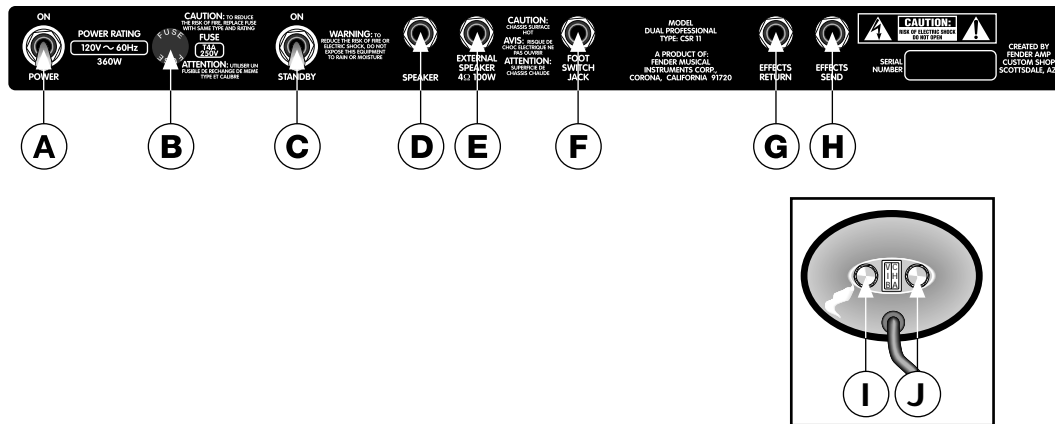 ON
POWER
POWER RATING
120V ~ 60Hz
360W
FUSE
FUSE
CAUTION: TO REDUCE
THE RISK OF FIRE, REPLACE FUSE
WITH SAME TYPE AND RATING
FUSE
T4A
250V
ATTENTION: UTILISER UN
FUSIBLE DE RECHANGE DE MEME
TYPE ET CALIBRE
ON
STANDBY
WARNING: TO
REDUCE THE RISK OF FIRE OR
ELECTRIC SHOCK, DO NOT
EXPOSE THIS EQUIPMENT
TO RAIN OR MOISTURE
SPEAKER
EXTERNAL
SPEAKER
4Ω 100W
CAUTION:
CHASSIS SURFACE
HOT
AVIS: RISQUE DE
CHOC ELECTRIQUE NE
PAS OUVRIR
ATTENTION:
SUPERFICIE DE
CHASSIS CHAUDE
FOOT
SWITCH
JACK
MODEL
DUAL PROFESSIONAL
TYPE: CSR 11
A PRODUCT OF:
FENDER MUSICAL
INSTRUMENTS CORP.,
CORONA, CALIFORNIA 91720
EFFECTS
RETURN
EFFECTS
SEND
CAUTION:
RISK OF ELECTRIC SHOCK
DO NOT OPEN
SERIAL
NUMBER
CREATED BY
FENDER AMP
CUSTOM SHOP
SCOTTSDALE, AZ
A
B
C
D
E
F
G
H
VIB
CHA
I
J